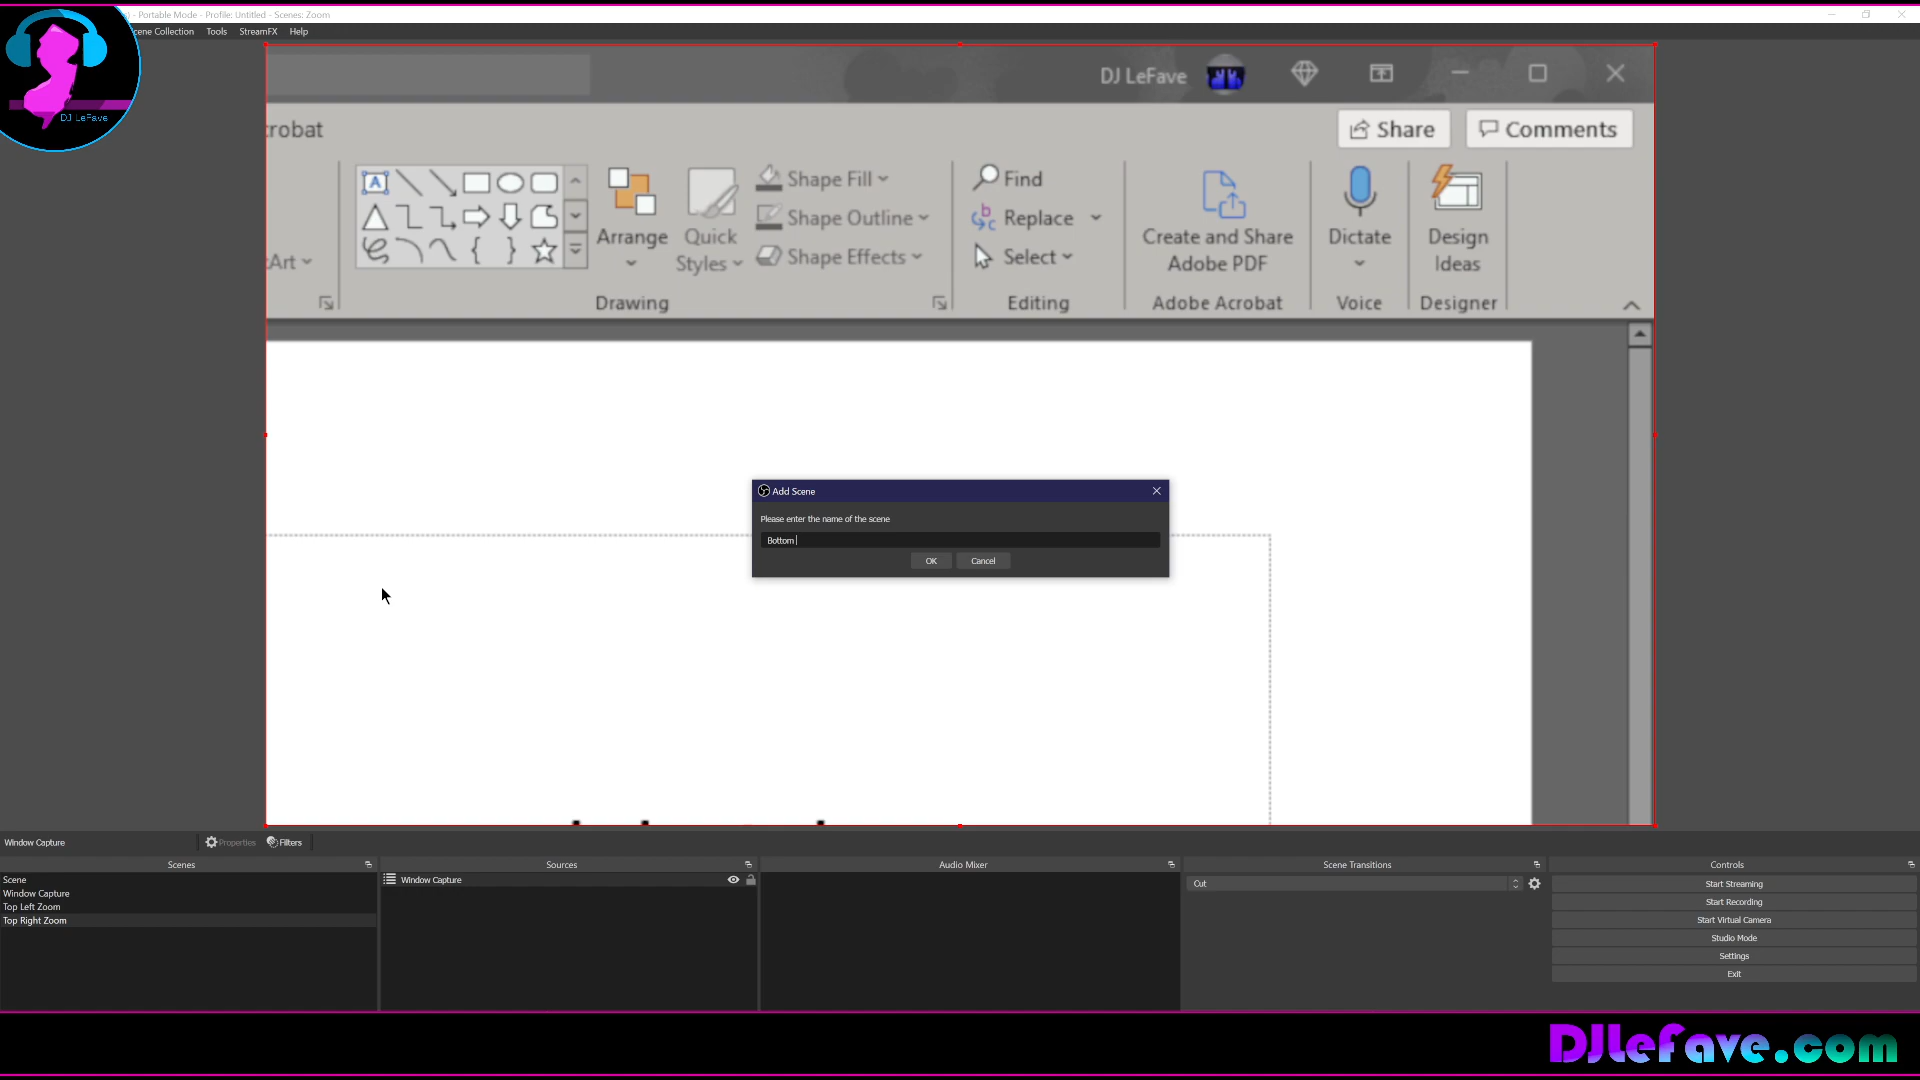 - Portable Mode - Profile: Untitled - Scenes: Zoom
cene Collection Tools StreamFX Help
DJ LeFave
DJ LeFave
crobat
Share
Comments
A
Shape Fill
Find
Shape Outline
Replace
Arrange
Quick
Styles
Create and Share
Adobe PDF
Dictate
Design
Ideas
Art
Shape Effects
Select
Drawing
Editing
Adobe Acrobat
Voice
Designer
Add Scene
Please enter the name of the scene
Bottom
OK
Cancel
Window Capture
Properties
Filters
Scenes
Sources
Audio Mixer
Scene Transitions
Controls
Scene
Window Capture
Top Left Zoom
Top Right Zoom
Window Capture
Cut
Start Streaming
Start Recording
Start Virtual Camera
Studio Mode
Settings
Exit
DJLeFave.com